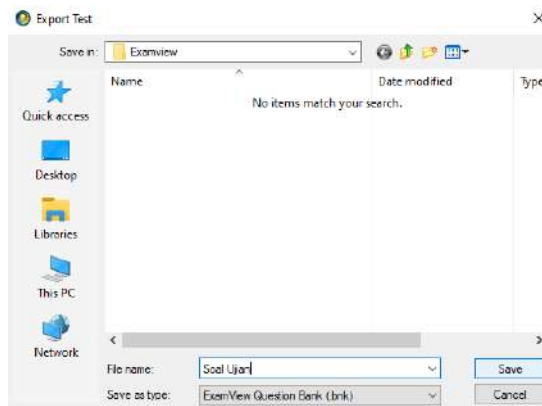 Export Test
Save in: Examview
Name Date modified Type
No items match your search.
Quick access
Desktop
Libraries
This PC
Network
File name: Soal Ujian Save
Save as type: ExamView Question Bank (.bnk) Cancel